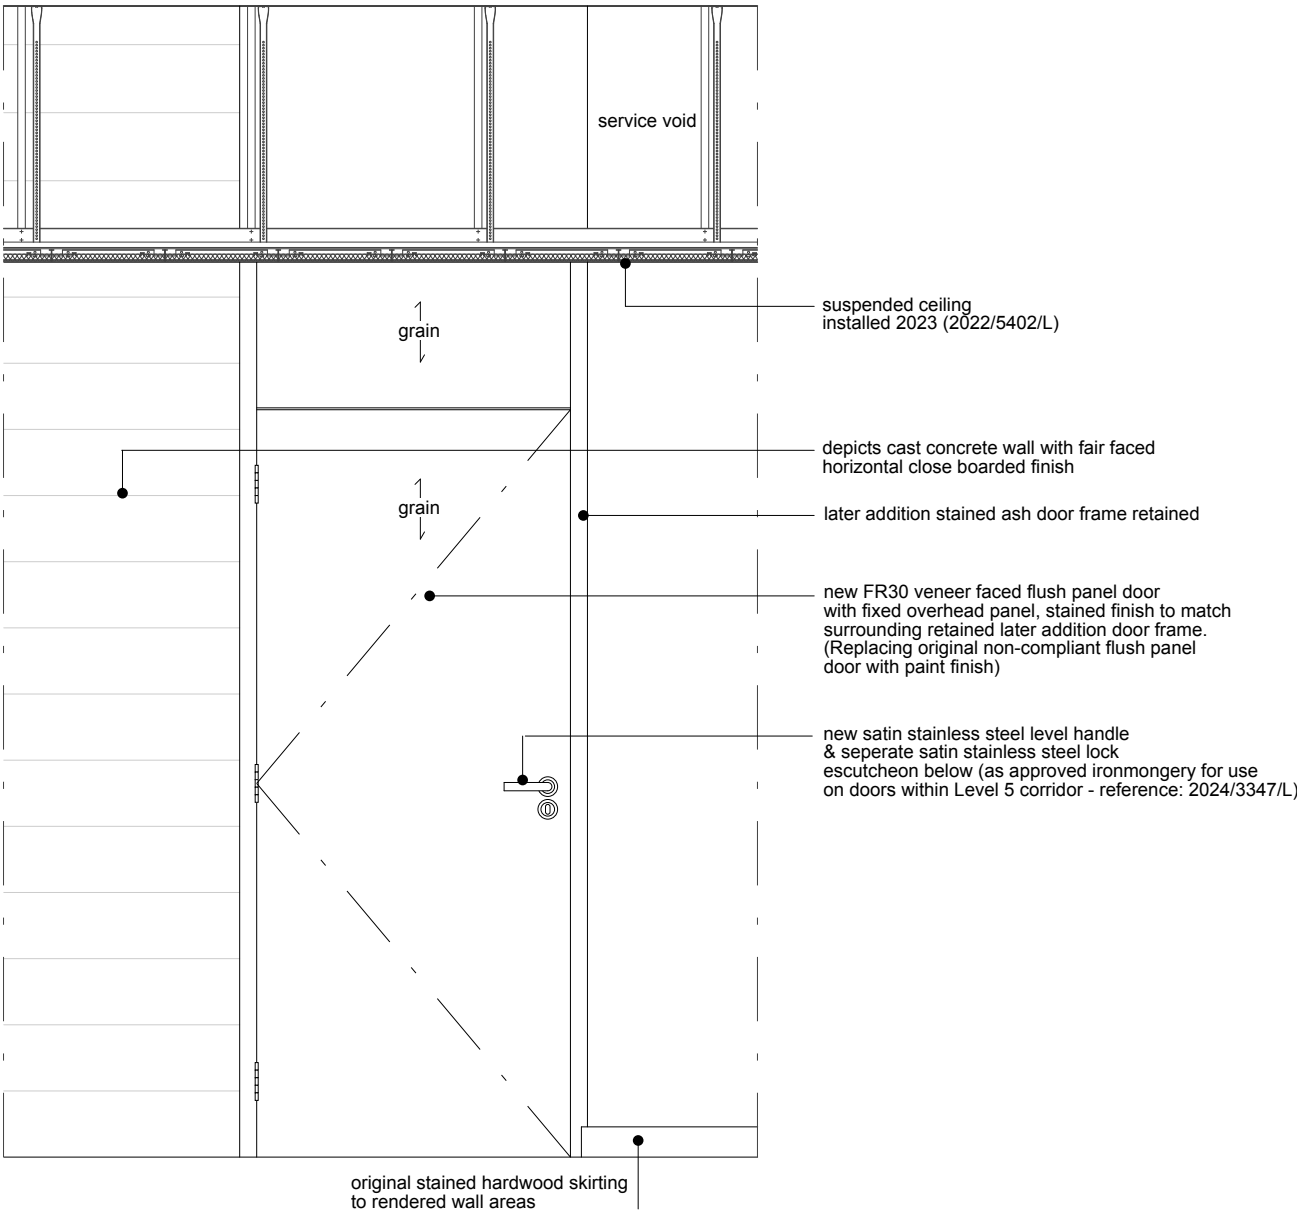 service void
grain
suspended ceiling
installed 2023 (2022/5402/L)
depicts cast concrete wall with fair faced
horizontal close boarded finish
grain
later addition stained ash door frame retained
new FR30 veneer faced flush panel door
with fixed overhead panel, stained finish to match
surrounding retained later addition door frame.
(Replacing original non-compliant flush panel
door with paint finish)
new satin stainless steel level handle
& seperate satin stainless steel lock
escutcheon below (as approved ironmongery for use
on doors within Level 5 corridor - reference: 2024/3347/L)
original stained hardwood skirting
to rendered wall areas